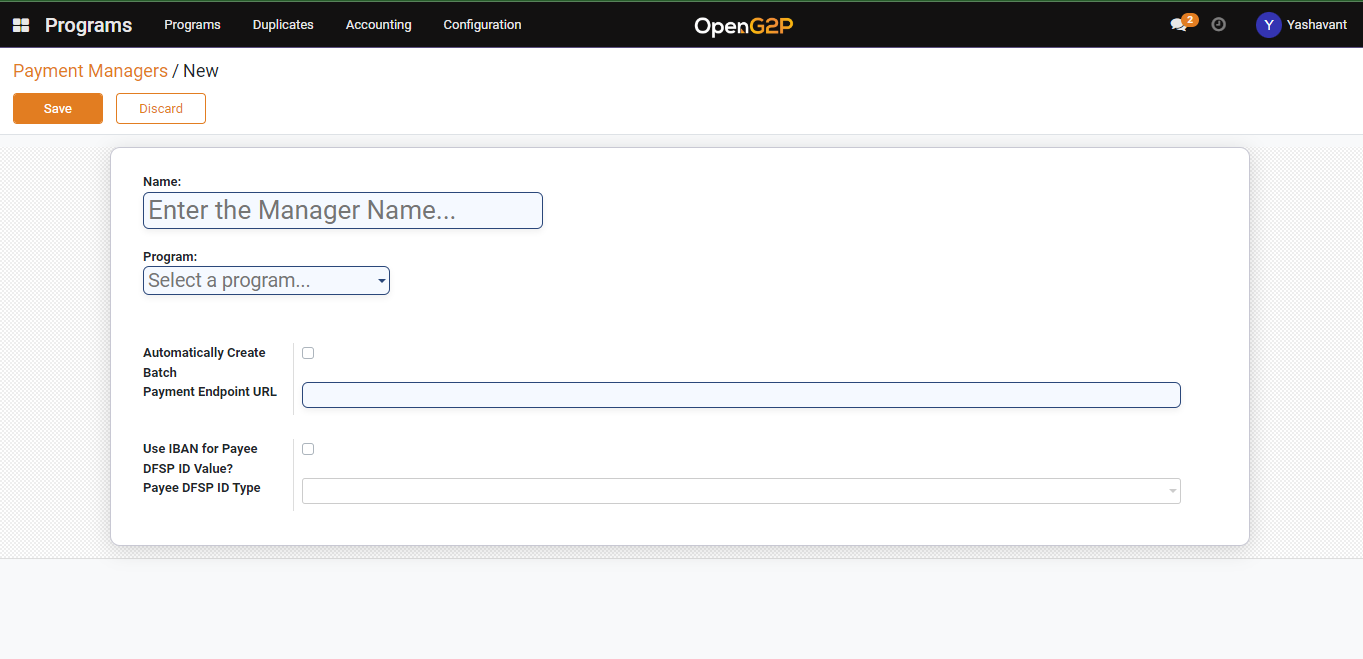 Programs Programs Duplicates Accounting Configuration OpenG2P 2 Y Yashavant
Payment Managers / New
Save Discard
Name:
Enter the Manager Name...
Program:
Select a program...
Automatically Create
Batch
Payment Endpoint URL
Use IBAN for Payee
DFSP ID Value?
Payee DFSP ID Type